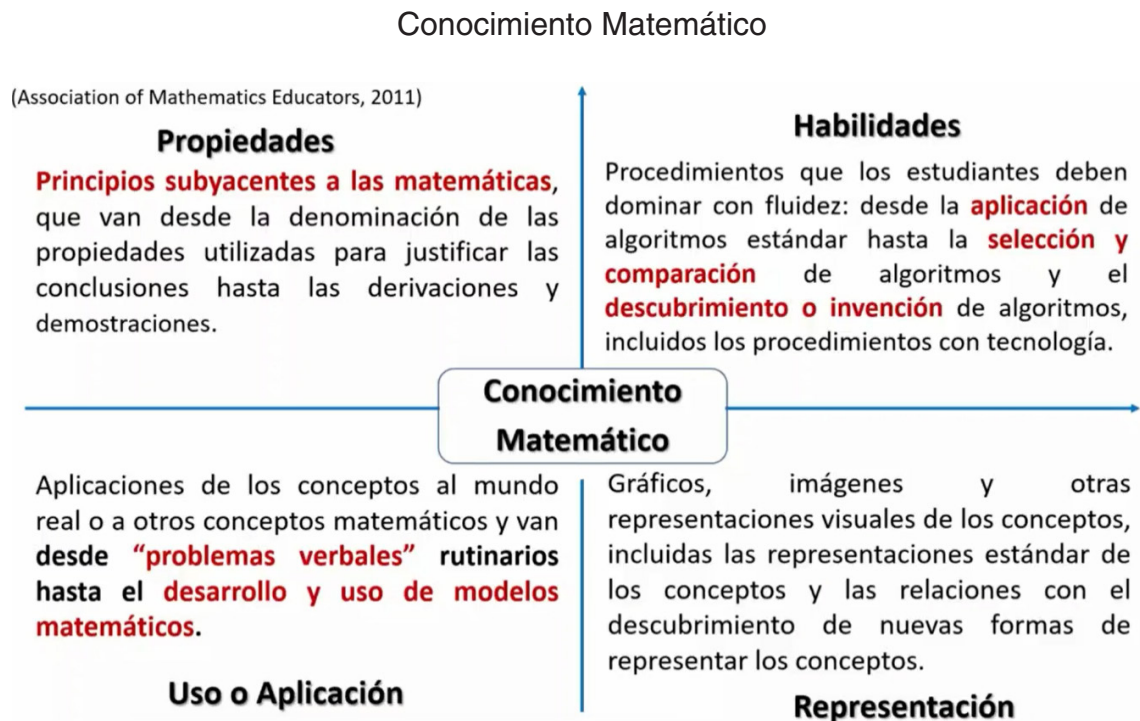 Conocimiento Matemático
(Association of Mathematics Educators, 2011)
Propiedades
Principios subyacentes a las matemáticas,
que van desde la denominación de las
propiedades utilizadas para justificar las
conclusiones hasta las derivaciones y
demostraciones.
Habilidades
Procedimientos que los estudiantes deben
dominar con fluidez: desde la aplicación de
algoritmos estándar hasta la selección y
comparación de algoritmos y el
descubrimiento o invención de algoritmos,
incluidos los procedimientos con tecnología.
Conocimiento
Matemático
Aplicaciones de los conceptos al mundo
real o a otros conceptos matemáticos y van
desde “problemas verbales” rutinarios
hasta el desarrollo y uso de modelos
matemáticos.
Uso o Aplicación
Gráficos, imágenes y otras
representaciones visuales de los conceptos,
incluidas las representaciones estándar de
los conceptos y las relaciones con el
descubrimiento de nuevas formas de
representar los conceptos.
Representación